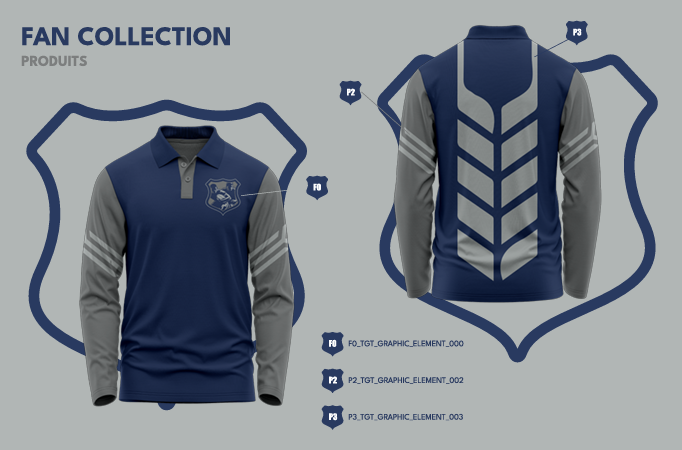 FAN COLLECTION
PRODUITS
P3
P2
F0
F0 F0_TGT_GRAPHIC_ELEMENT_000
P2 P2_TGT_GRAPHIC_ELEMENT_002
P3 P3_TGT_GRAPHIC_ELEMENT_003